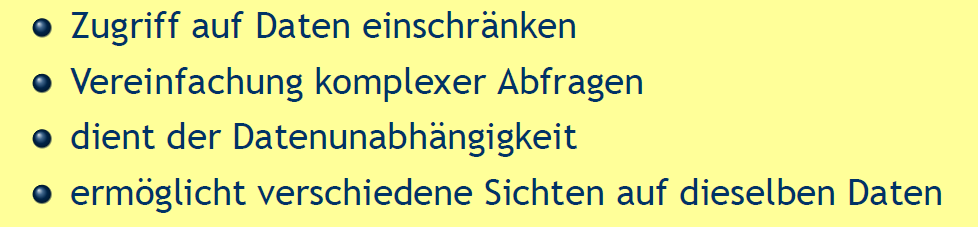 Zugriff auf Daten einschränken
Vereinfachung komplexer Abfragen
dient der Datenunabhängigkeit
ermöglicht verschiedene Sichten auf dieselben Daten